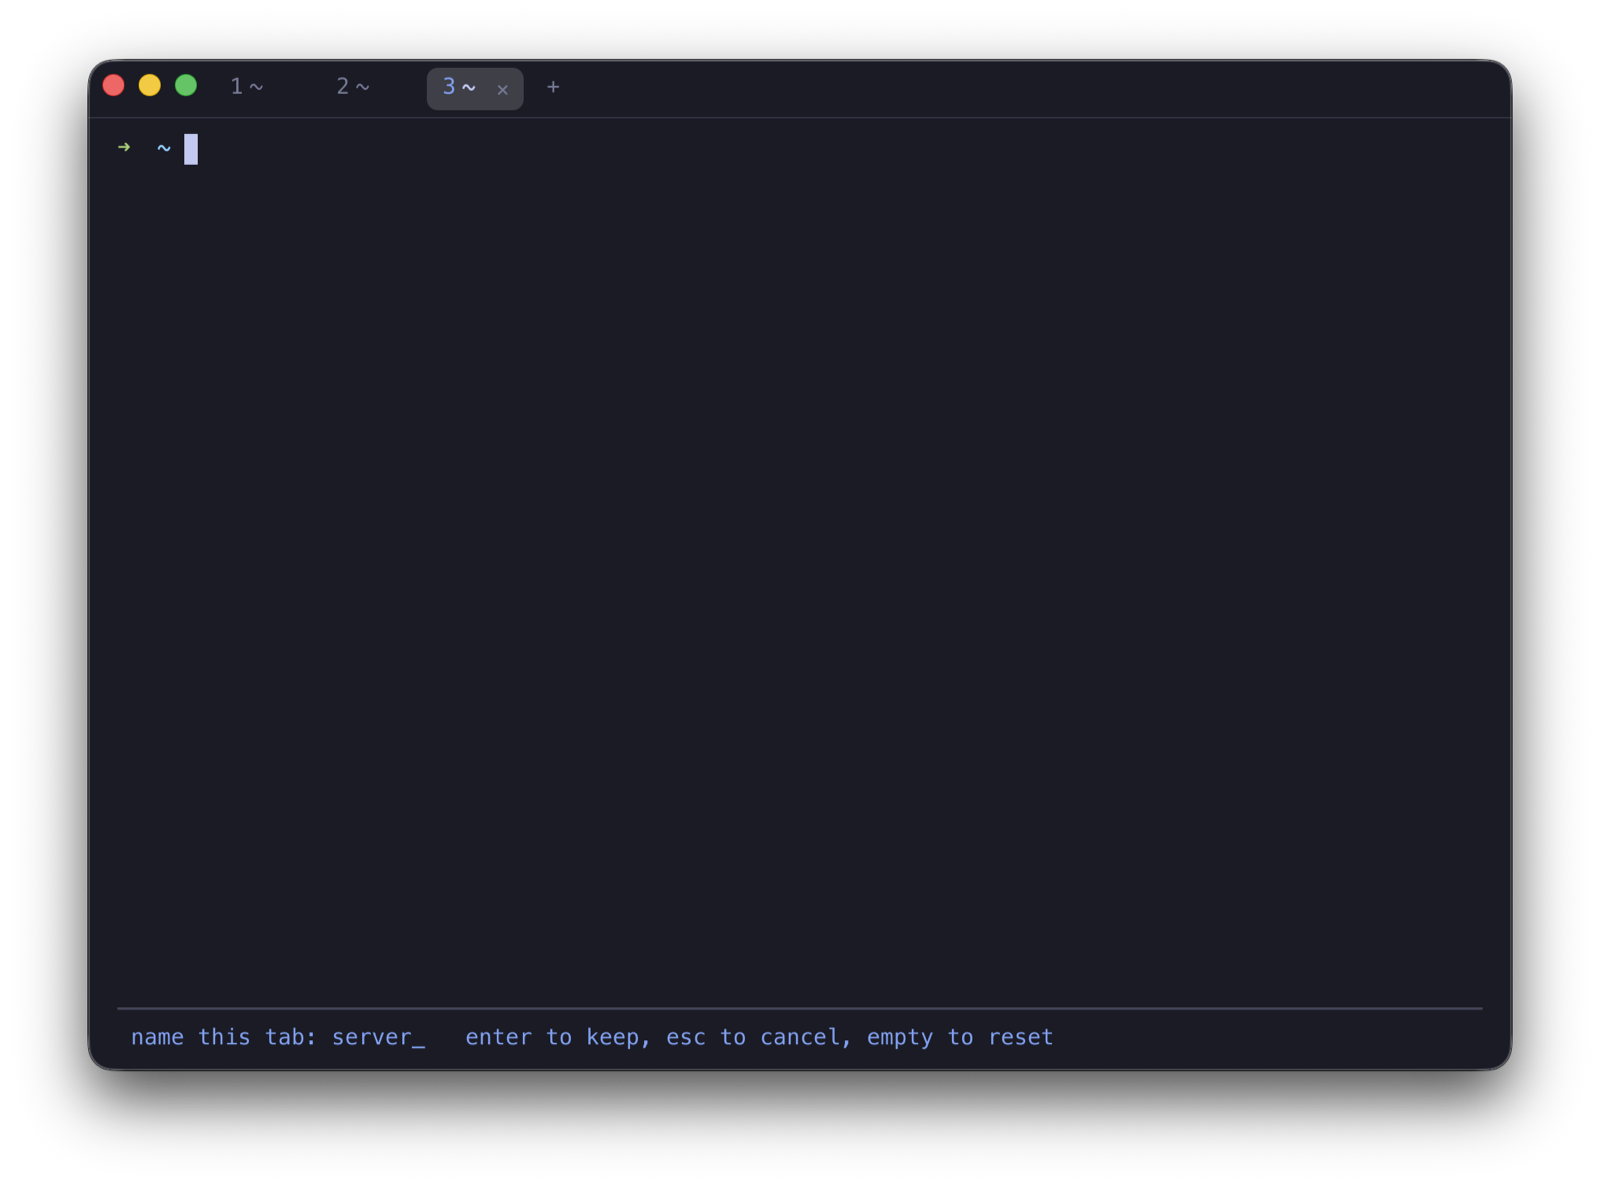 1 ~ 2 ~ 3 ~ × +
➜ ~
name this tab: server_ enter to keep, esc to cancel, empty to reset